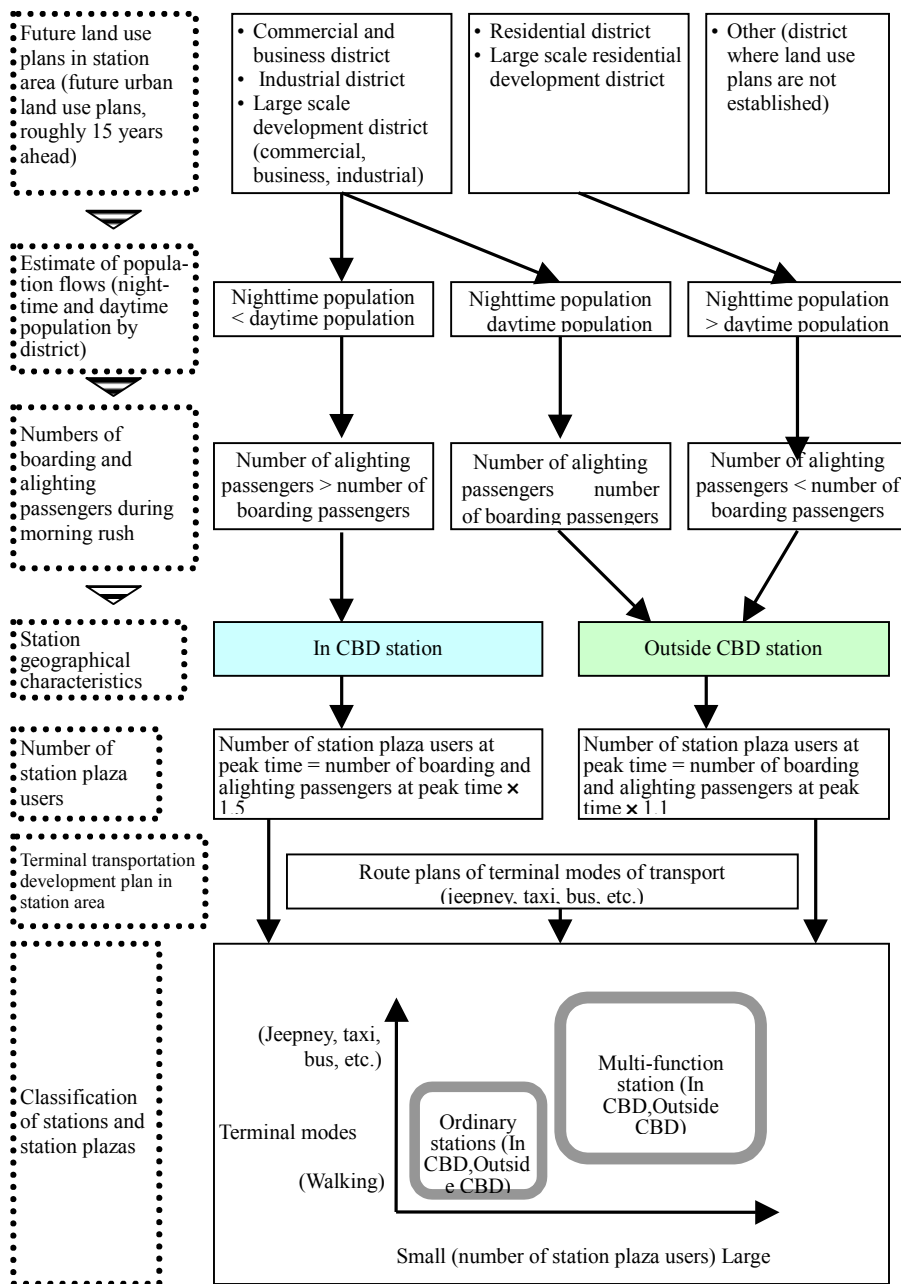 Future land use
plans in station
area (future urban
land use plans,
roughly 15 years
ahead)
• Commercial and
business district
• Industrial district
• Large scale
development district
(commercial,
business, industrial)
• Residential district
• Large scale residential
development district
• Other (district
where land use
plans are not
established)
Estimate of popula-
tion flows (night-
time and daytime
population by
district)
Nighttime population
< daytime population
Nighttime population
daytime population
Nighttime population
> daytime population
Numbers of
boarding and
alighting
passengers during
morning rush
Number of alighting
passengers > number of
boarding passengers
Number of alighting
passengers number
of boarding passengers
Number of alighting
passengers < number of
boarding passengers
Station
geographical
characteristics
In CBD station
Outside CBD station
Number of
station plaza
users
Number of station plaza users at
peak time = number of boarding and
alighting passengers at peak time ×
1.5
Number of station plaza users at
peak time = number of boarding
and alighting passengers at peak
time × 1.1
Terminal transportation
development plan in
station area
Route plans of terminal modes of transport
(jeepney, taxi, bus, etc.)
Classification
of stations and
station plazas
(Jeepney, taxi,
bus, etc.)
Terminal modes
(Walking)
Ordinary
stations (In
CBD,Outsid
e CBD)
Multi-function
station (In
CBD,Outside
CBD)
Small (number of station plaza users) Large